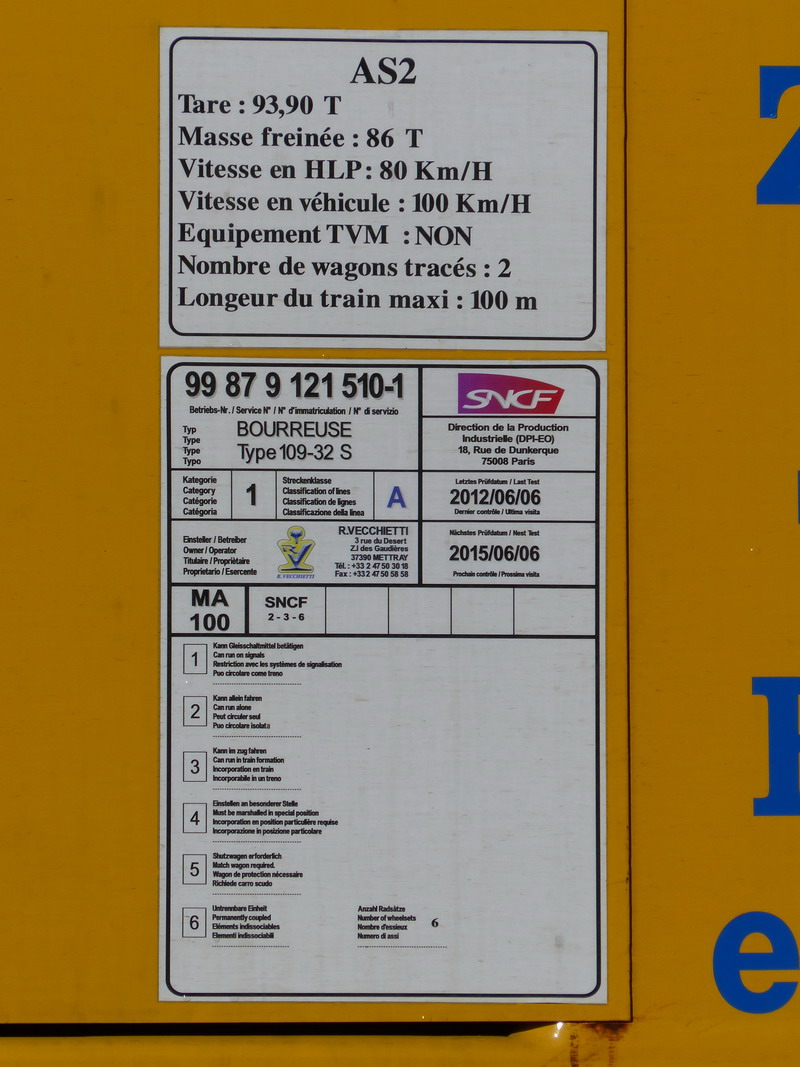 AS2
Tare : 93,90 T
Masse freinée : 86 T
Vitesse en HLP : 80 Km/H
Vitesse en véhicule : 100 Km/H
Equipement TVM : NON
Nombre de wagons tracés : 2
Longeur du train maxi : 100 m
99 87 9 121 510-1
Betriebs-Nr. / Service N° / N° d'immatriculation / N° di servizio
Typ
Type
Type
Typo
BOURREUSE
Type 109-32 S
SNCF
Direction de la Production
Industrielle (DPI-EO)
18, Rue de Dunkerque
75008 Paris
Kategorie
Category
Catégorie
Catégoria
1
Streckenklasse
Classification of lines
Classification de lignes
Classificazione della linea
A
Letztes Prüfdatum / Last Test
2012/06/06
Dernier contrôle / Ultima visita
Einsteller / Betreiber
Owner / Operator
Titulaire / Propriétaire
Proprietario / Esercente
RV
R.VECCHIETTI
R.VECCHIETTI
3 rue du Desert
Z.I des Gaudières
37390 METTRAY
Tél. : +33 2 47 50 30 18
Fax : +33 2 47 50 58 58
Nächstes Prüfdatum / Nest Test
2015/06/06
Prochain contrôle / Prossima visita
MA
100
SNCF
2 - 3 - 6
1
Kann Gleisschaltmittel betätigen
Can run on signals
Restriction avec les systèmes de signalisation
Puo circolare come treno
2
Kann allein fahren
Can run alone
Peut circuler seul
Puo circolare isolata
3
Kann im zug fahren
Can run in train formation
Incorporation en train
Incorporabile in un treno
4
Einstellen an besonderer Stelle
Must be marshalled in special position
Incorporation en position particulière requise
Incorporazione in posizione particolare
5
Shutzwagen erforderlich
Match wagon required.
Wagon de protection nécessaire
Richiede carro scudo
6
Untrennbare Einheit
Permanently coupled
Eléments indissociables
Elementi indissociabili
Anzahl Radsätze
Number of wheelsets
Nombre d'essieux
Numero di assi
6
e